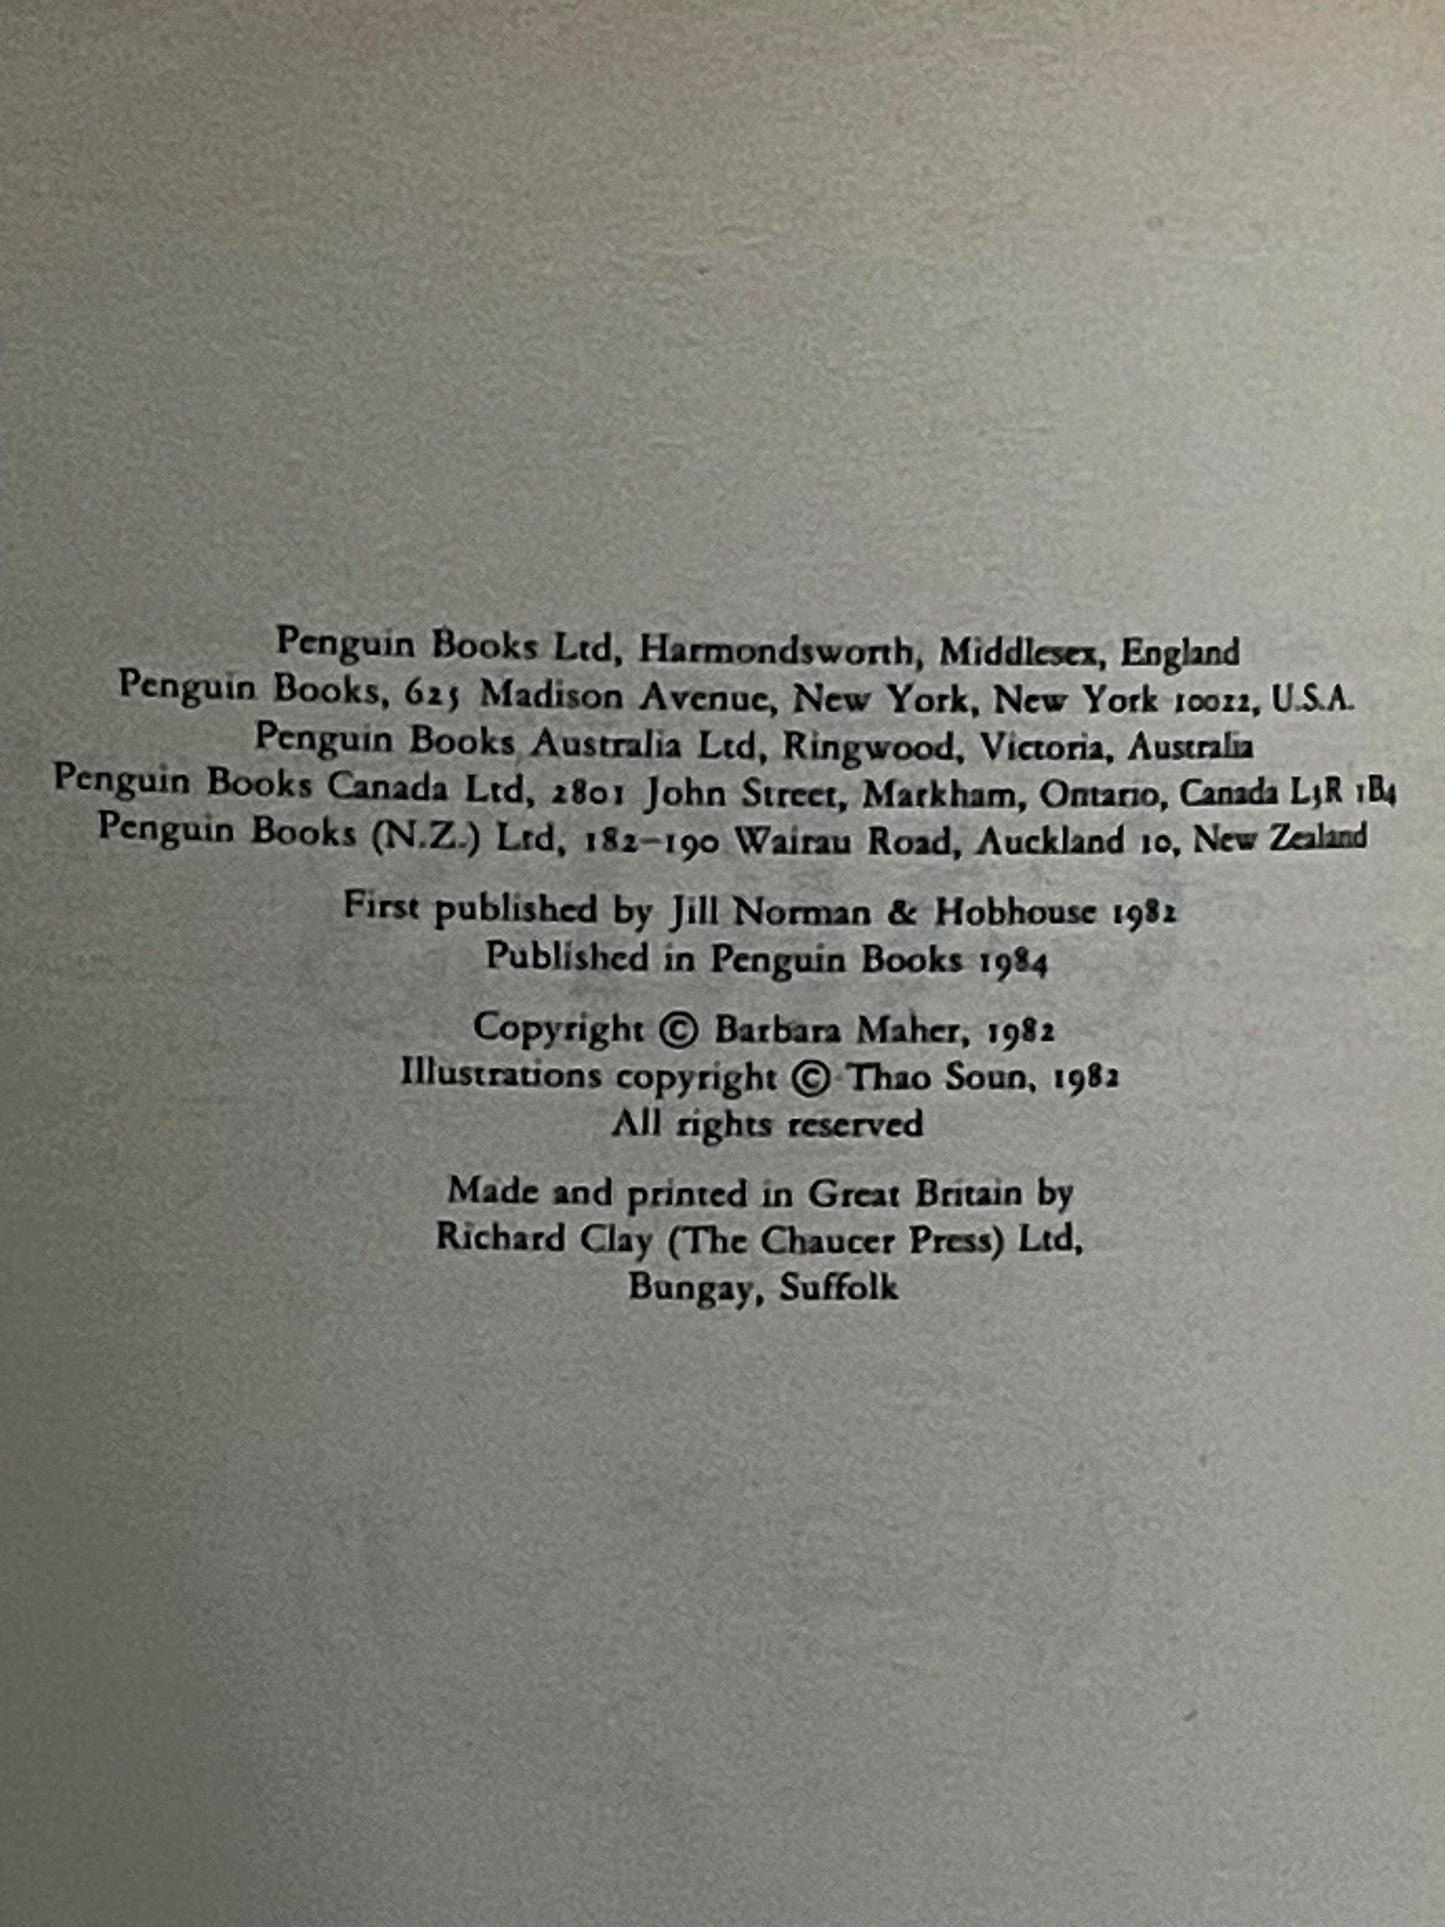 Penguin Books Ltd, Harmondsworth, Middlesex, England
Penguin Books, 625 Madison Avenue, New York, New York 10022, U.S.A.
Penguin Books Australia Ltd, Ringwood, Victoria, Australia
Penguin Books Canada Ltd, 2801 John Street, Markham, Ontario, Canada L3R 1B4
Penguin Books (N.Z.) Ltd, 182–190 Wairau Road, Auckland 10, New Zealand
First published by Jill Norman & Hobhouse 1982
Published in Penguin Books 1984
Copyright © Barbara Maher, 1982
Illustrations copyright © Thao Soun, 1982
All rights reserved
Made and printed in Great Britain by
Richard Clay (The Chaucer Press) Ltd,
Bungay, Suffolk